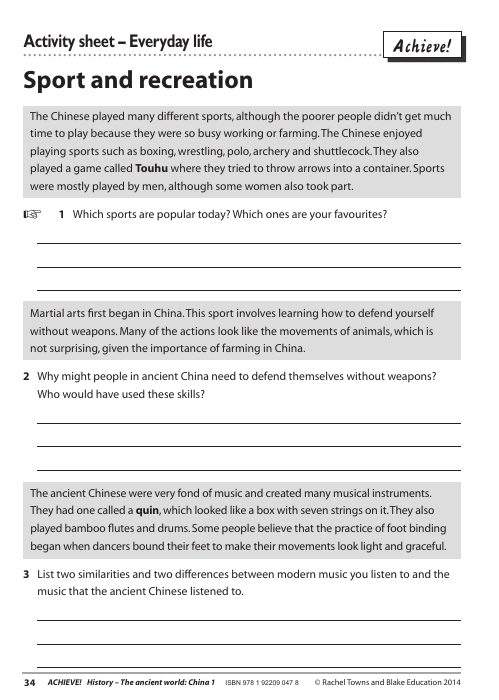 Activity sheet – Everyday life
Achieve!
Sport and recreation
The Chinese played many different sports, although the poorer people didn't get much
time to play because they were so busy working or farming. The Chinese enjoyed
playing sports such as boxing, wrestling, polo, archery and shuttlecock. They also
played a game called Touhu where they tried to throw arrows into a container. Sports
were mostly played by men, although some women also took part.
1 Which sports are popular today? Which ones are your favourites?
Martial arts first began in China. This sport involves learning how to defend yourself
without weapons. Many of the actions look like the movements of animals, which is
not surprising, given the importance of farming in China.
2 Why might people in ancient China need to defend themselves without weapons?
Who would have used these skills?
The ancient Chinese were very fond of music and created many musical instruments.
They had one called a quin, which looked like a box with seven strings on it. They also
played bamboo flutes and drums. Some people believe that the practice of foot binding
began when dancers bound their feet to make their movements look light and graceful.
3 List two similarities and two differences between modern music you listen to and the
music that the ancient Chinese listened to.
34 ACHIEVE! History – The ancient world: China 1 ISBN 978 1 92209 047 8 © Rachel Towns and Blake Education 2014